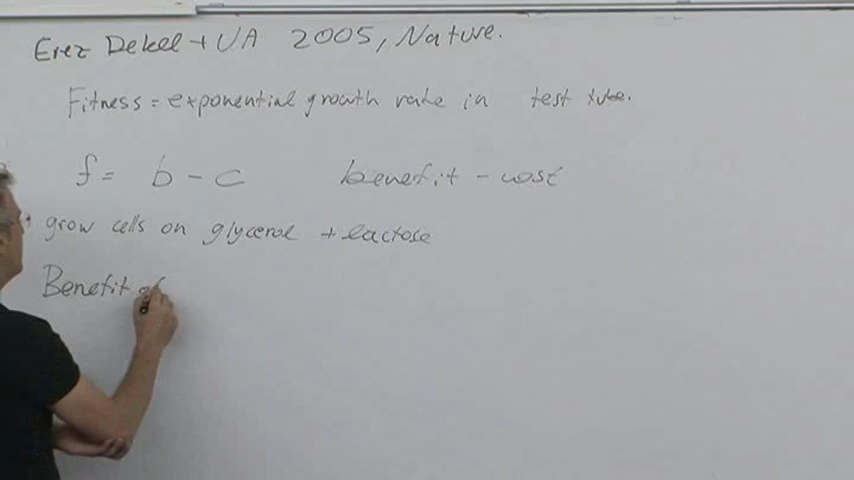 Erez Dekel + UA 2005, Nature.
Fitness = exponential growth rate in test tube.
f = b - c benefit - cost
grow cells on glycerol + lactose
Benefit of